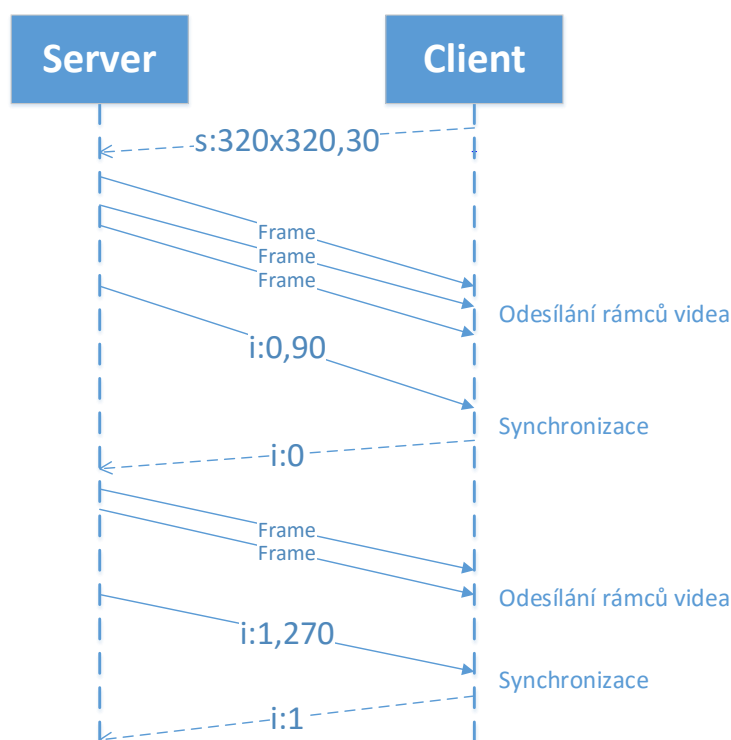 Server
Client
s:320x320,30
Frame
Frame
Frame
Odesílání rámců videa
i:0,90
Synchronizace
i:0
Frame
Frame
Odesílání rámců videa
i:1,270
Synchronizace
i:1